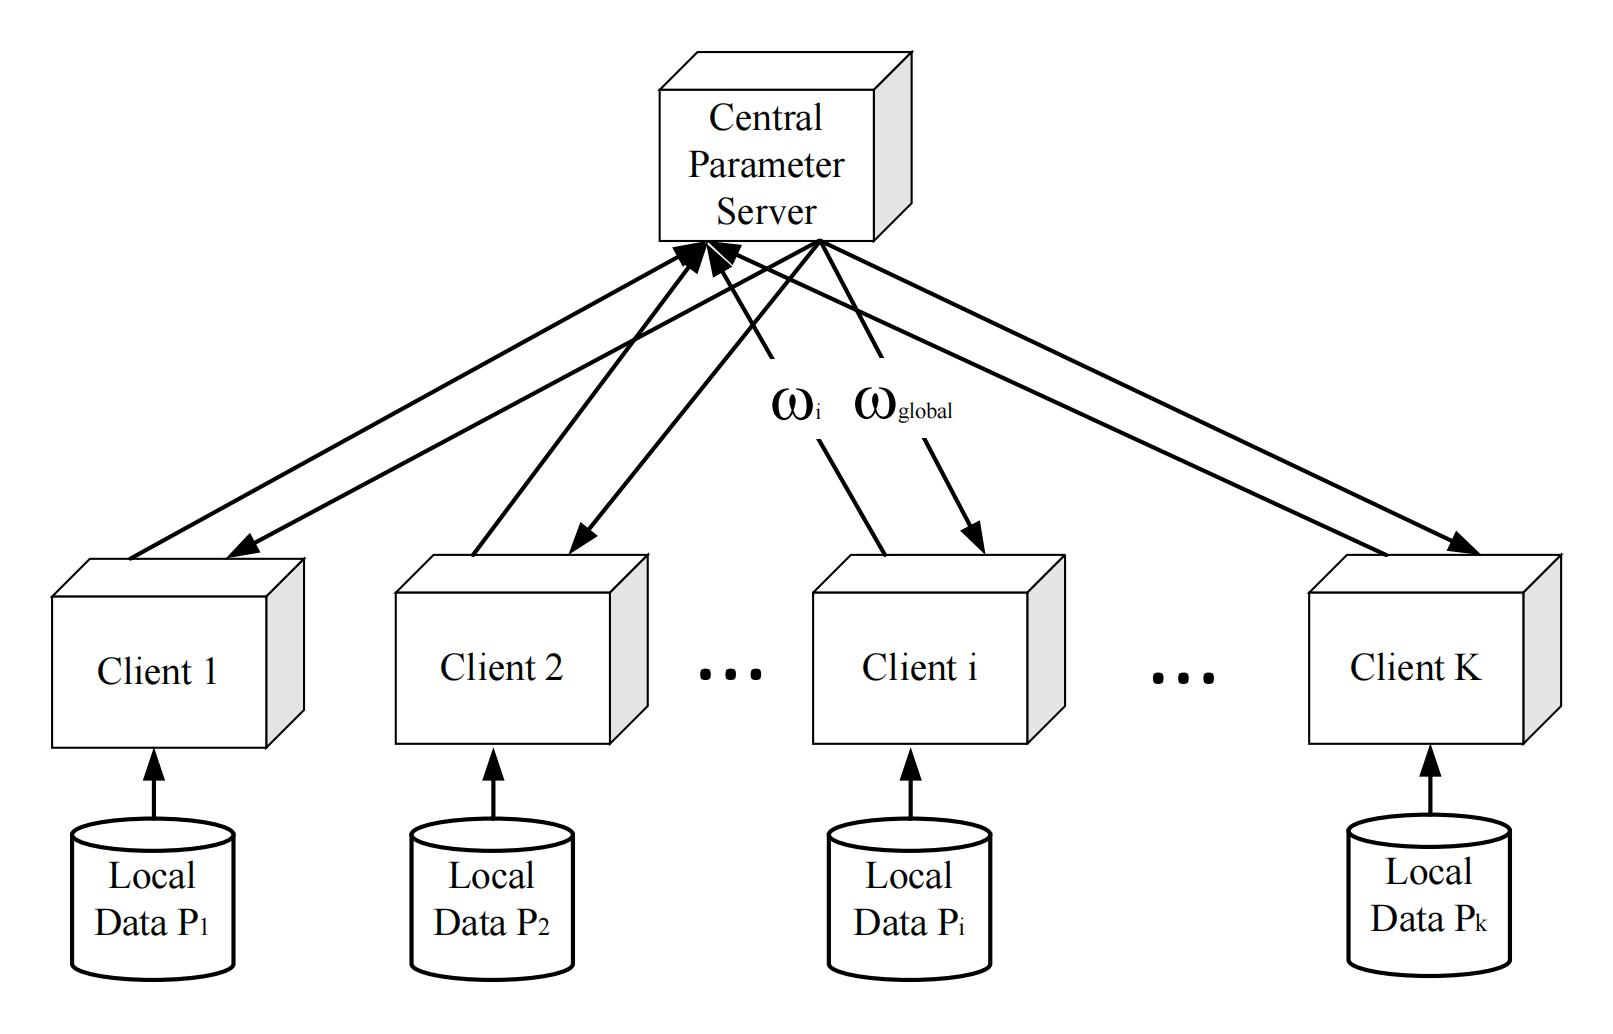 Central
Parameter
Server
ωi ωglobal
Client 1
Client 2
...
Client i
...
Client K
Local
Data P1
Local
Data P2
Local
Data Pi
Local
Data Pk